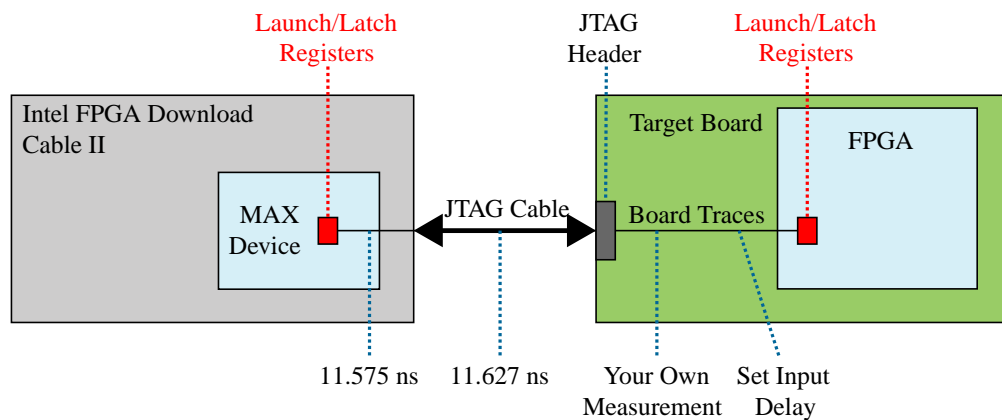 Launch/Latch
Registers
JTAG
Header
Launch/Latch
Registers
Intel FPGA Download
Cable II
Target Board
FPGA
MAX
Device
JTAG Cable
Board Traces
11.575 ns
11.627 ns
Your Own
Measurement
Set Input
Delay